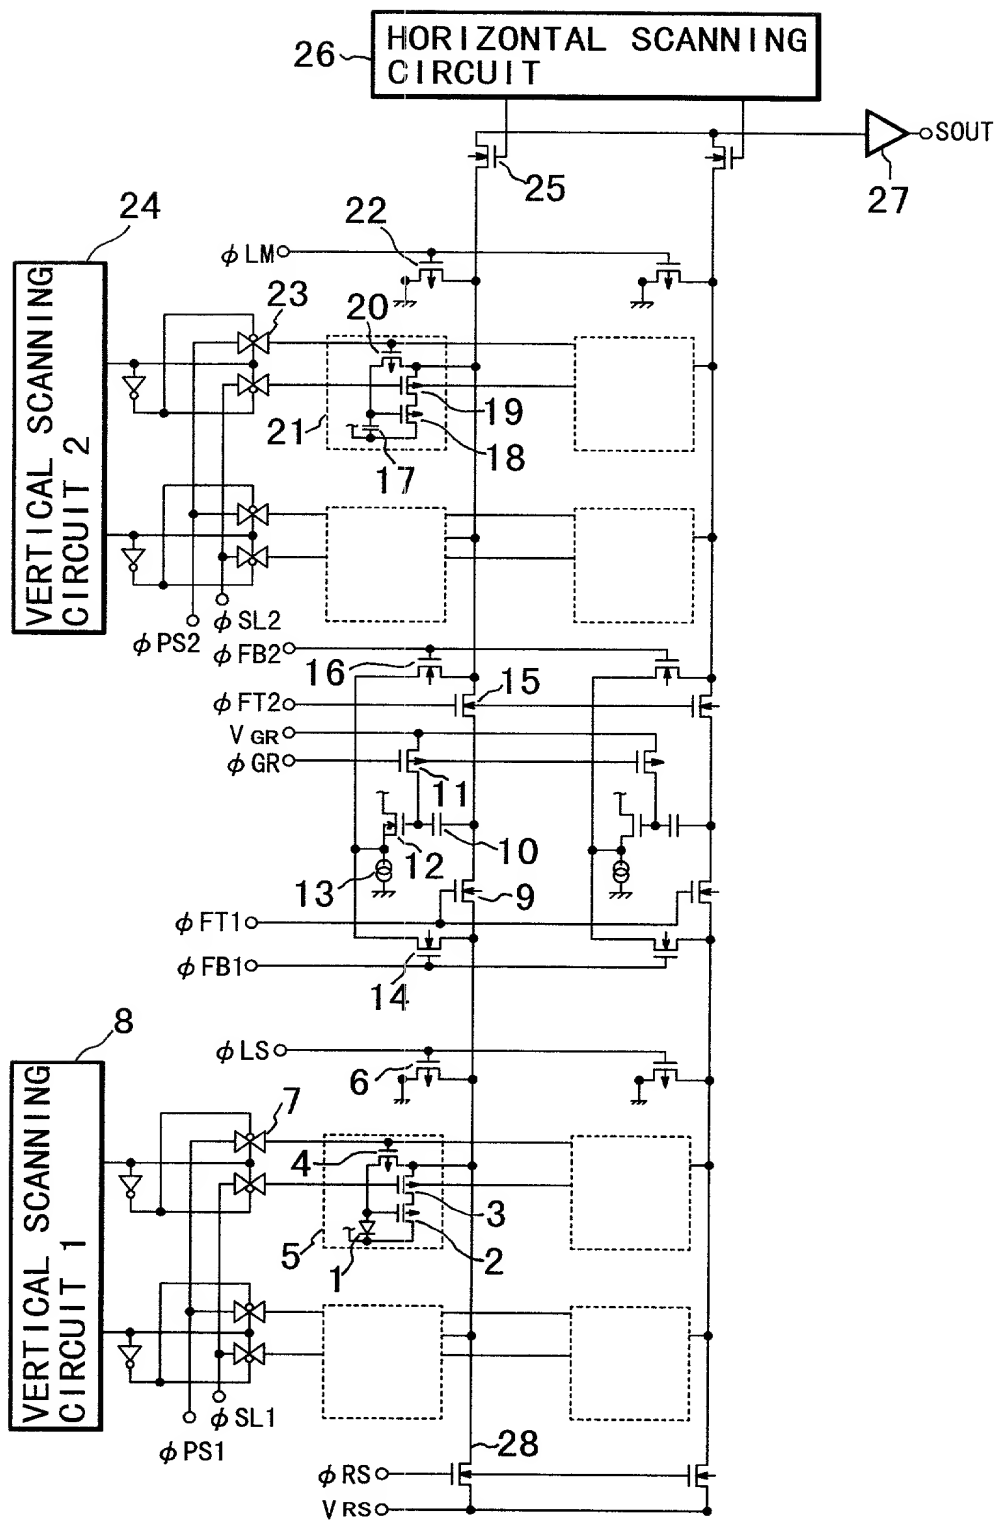 HORIZONTAL SCANNING
CIRCUIT
26
SOUT
25
27
24
22
φLM
VERTICAL SCANNING
CIRCUIT 2
23
20
19
21
18
17
φSL2
φPS2
φFB2
16
15
φFT2
VGR
φGR
11
12
10
13
9
φFT1
φFB1
14
8
φLS
6
VERTICAL SCANNING
CIRCUIT 1
7
4
3
5
1
2
φSL1
φPS1
28
φRS
VRS